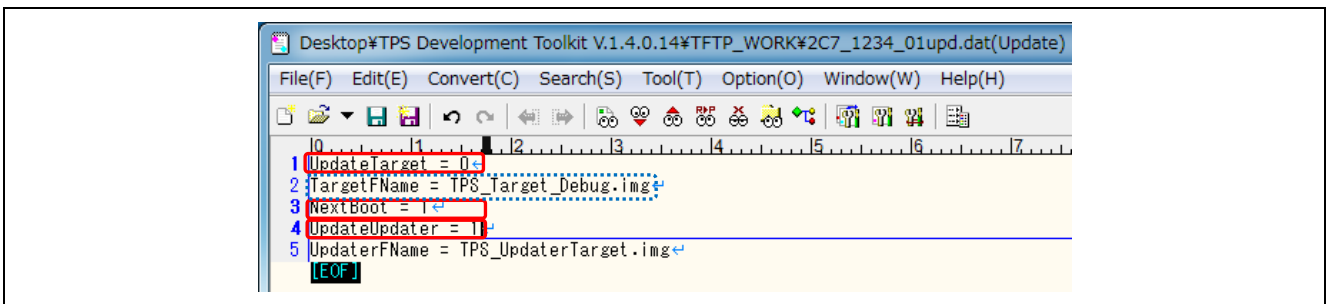 Desktop¥TPS Development Toolkit V.1.4.0.14¥TFTP_WORK¥2C7_1234_01upd.dat(Update)
File(F) Edit(E) Convert(C) Search(S) Tool(T) Option(O) Window(W) Help(H)
0 1 2 3 4 5 6 7
1 UpdateTarget = 0
2 TargetFName = TPS_Target_Debug.img
3 NextBoot = 1
4 UpdateUpdater = 1
5 UpdaterFName = TPS_UpdaterTarget.img
[EOF]